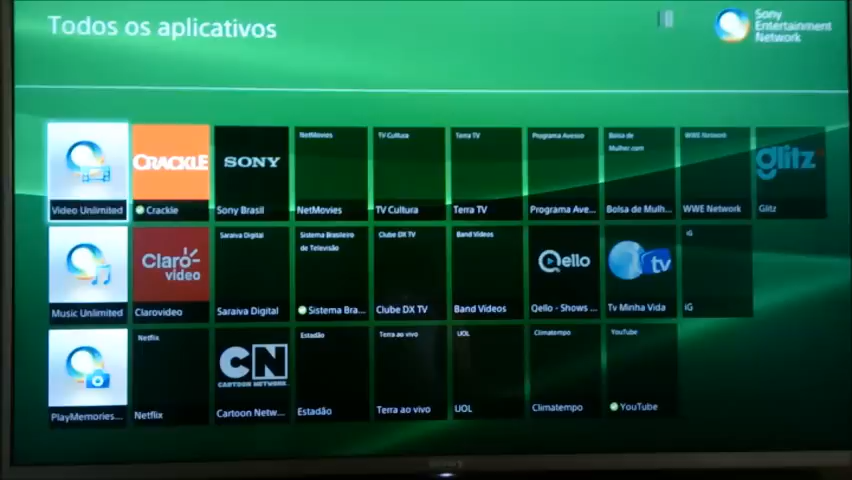 Todos os aplicativos
Sony
Entertainment
Network
CRACKLE
SONY
NetMovies
TV Cultura
Terra TV
Programa Avesso
Bolsa de
Mulher.com
WWE Network
glitz
Video Unlimited
Crackle
Sony Brasil
NetMovies
TV Cultura
Terra TV
Programa Ave...
Bolsa de Mulh...
WWE Network
Glitz
Claro-
video
Saraiva Digital
Sistema Brasileiro
de Televisão
Clube DX TV
Band Vídeos
Qello
tv
iG
Music Unlimited
Clarovideo
Saraiva Digital
Sistema Bra...
Clube DX TV
Band Vídeos
Qello - Shows ...
Tv Minha Vida
iG
Netflix
CN
CARTOON NETWORK
Estadão
Terra ao vivo
UOL
Climatempo
YouTube
PlayMemories...
Netflix
Cartoon Netw...
Estadão
Terra ao vivo
UOL
Climatempo
YouTube